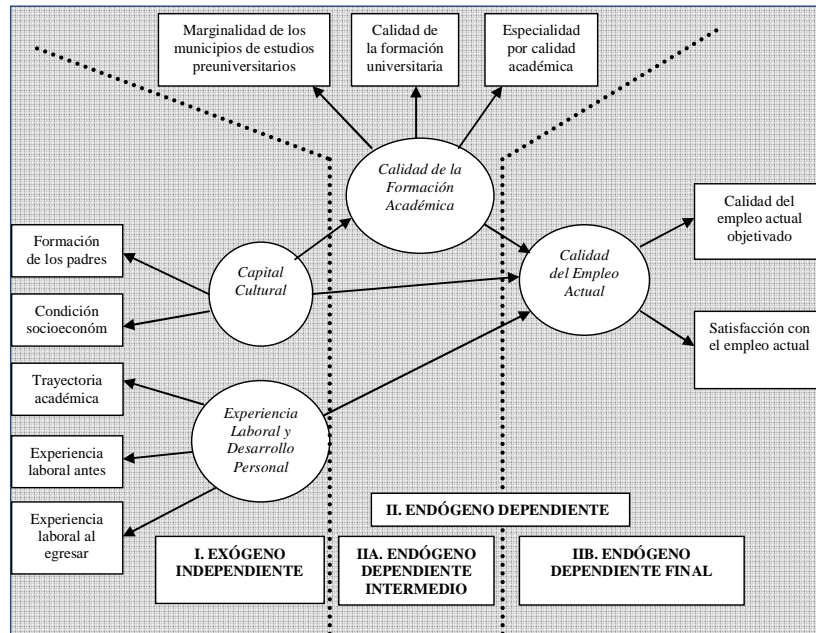 Marginalidad de los
municipios de estudios
preuniversitarios
Calidad de
la formación
universitaria
Especialidad
por calidad
académica
Calidad de la
Formación
Académica
Calidad del
empleo actual
objetivado
Formación
de los padres
Capital
Cultural
Calidad
del Empleo
Actual
Condición
socioeconóm
Satisfacción con
el empleo actual
Trayectoria
académica
Experiencia
Laboral y
Desarrollo
Personal
Experiencia
laboral antes
Experiencia
laboral al
egresar
II. ENDÓGENO DEPENDIENTE
I. EXÓGENO
INDEPENDIENTE
IIA. ENDÓGENO
DEPENDIENTE
INTERMEDIO
IIB. ENDÓGENO
DEPENDIENTE FINAL